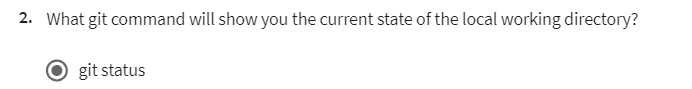 2. What git command will show you the current state of the local working directory?
git status